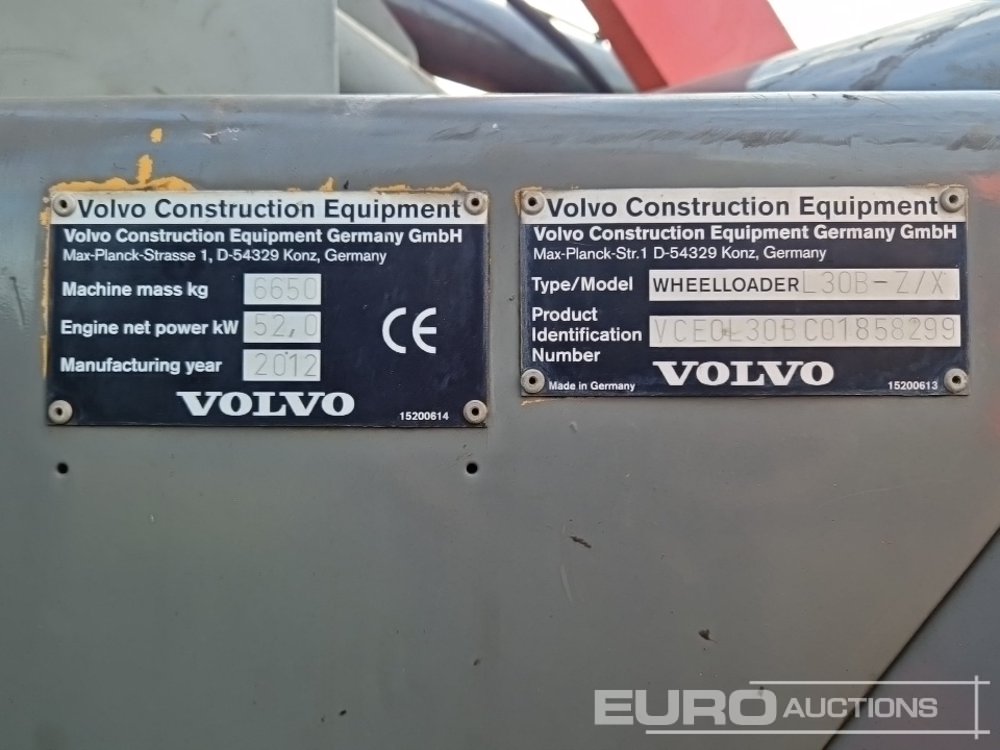 Volvo Construction Equipment
Volvo Construction Equipment Germany GmbH
Max-Planck-Strasse 1, D-54329 Konz, Germany
Machine mass kg 6650
Engine net power kW 52,0
Manufacturing year 2012
CE
VOLVO
15200614
Volvo Construction Equipment
Volvo Construction Equipment Germany GmbH
Max-Planck-Str.1 D-54329 Konz, Germany
Type/Model WHEELLOADER L30B-Z/X
Product
Identification VCE0L30BC01858299
Number
Made in Germany
VOLVO
15200613
EURO AUCTIONS